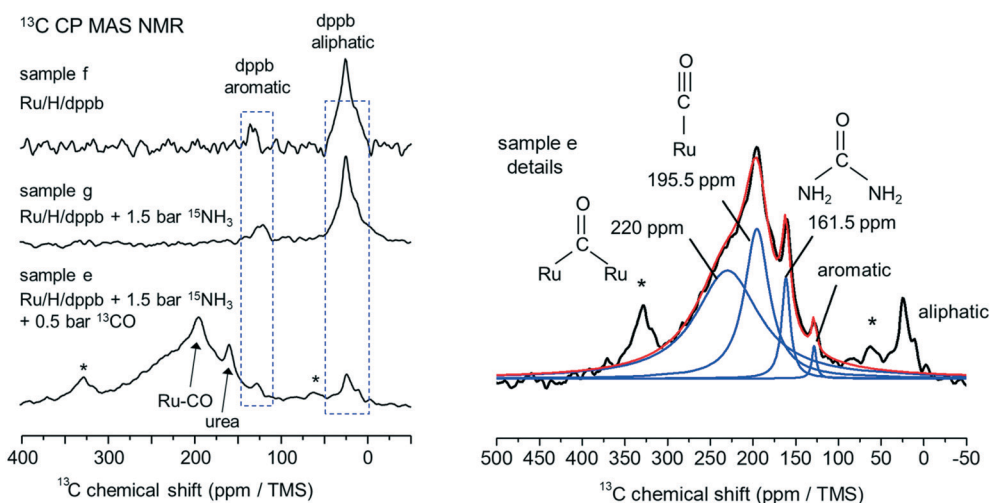 ¹³C CP MAS NMR
sample f
Ru/H/dppb
dppb
aromatic
dppb
aliphatic
sample g
Ru/H/dppb + 1.5 bar ¹⁵NH₃
sample e
Ru/H/dppb + 1.5 bar ¹⁵NH₃
+ 0.5 bar ¹³CO
*
Ru-CO
urea
*
400 300 200 100 0
¹³C chemical shift (ppm / TMS)
sample e
details
O
C
Ru
195.5 ppm
O
NH₂ NH₂
220 ppm
161.5 ppm
O
C
Ru Ru
*
aromatic
*
aliphatic
500 450 400 350 300 250 200 150 100 50 0 -50
¹³C chemical shift (ppm / TMS)